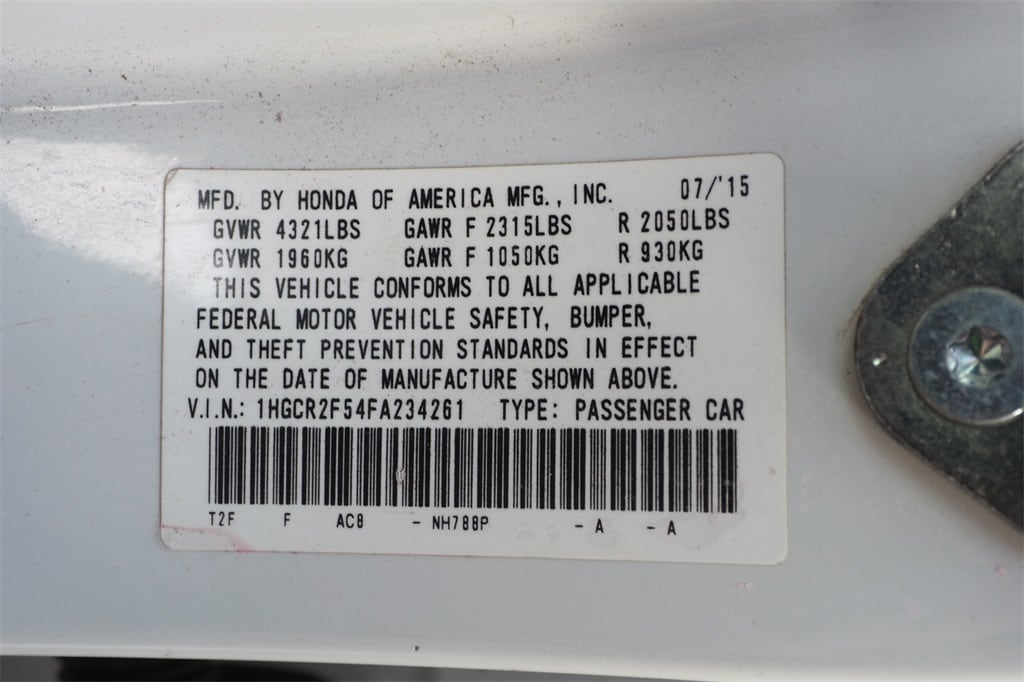 MFD. BY HONDA OF AMERICA MFG., INC. 07/'15
GVWR 4321LBS GAWR F 2315LBS R 2050LBS
GVWR 1960KG GAWR F 1050KG R 930KG
THIS VEHICLE CONFORMS TO ALL APPLICABLE
FEDERAL MOTOR VEHICLE SAFETY, BUMPER,
AND THEFT PREVENTION STANDARDS IN EFFECT
ON THE DATE OF MANUFACTURE SHOWN ABOVE.
V.I.N.: 1HGCR2F54FA234261 TYPE: PASSENGER CAR
T2F F AC8 - NH788P - A - A